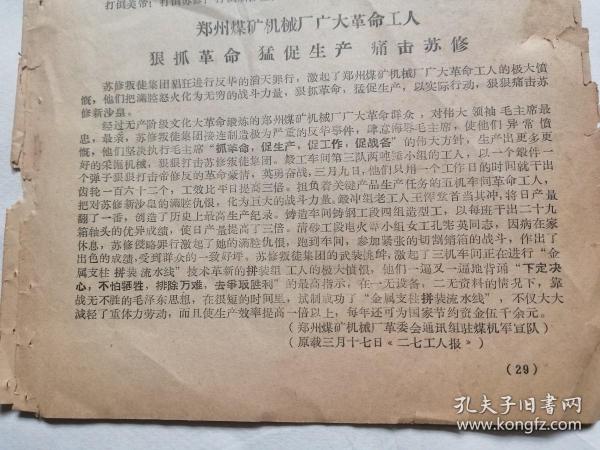 打倒美帝！打倒苏修！打倒
郑州煤矿机械厂广大革命工人
狠抓革命 猛促生产 痛击苏修
苏修叛徒集团猖狂进行反华的滔天罪行，激起了郑州煤矿机械厂广大革命工人的极大愤
慨，他们把满腔怒火化为无穷的战斗力量，狠抓革命，猛促生产，以实际行动，狠狠痛击苏
修新沙皇。
经过无产阶级文化大革命锻炼的郑州煤矿机械厂革命群众，对伟大 领袖 毛主席最
忠，最亲，苏修叛徒集团接连制造极为严重的反华事件，肆意侮辱毛主席，使他们异常愤
慨，他们坚决执行毛主席“抓革命，促生产，促工作，促战备”的伟大方针，生产出更多更
好的采掘机械，狠狠打击苏修叛徒集团。锻工车间第三队两吨锤小组的工人，以一个锻件一
个弹子狠狠打击帝修反的革命豪情，英勇奋战，三月九日，他们只用一个工作日的时间就干出
齿轮一百六十二个，工效比平日提高三倍。担负着关键产品生产任务的五机车间革命工人，
把对苏修新沙皇的满腔仇恨，化为巨大的战斗力量。锻冲组老工人王 首当其冲，将日产量
翻了一番，创造了历史上最高生产纪录。铸造车间铸钢工段四组造型工，以每班干出二十九
箱轴头的优异成绩，使日产量提高了三倍。清砂工段电火 小组女工孔 英同志，因病在家
休息，苏修侵略罪行激起了她的满腔仇恨，跑到车间，参加紧张的切割铸箱的战斗，作出了
出色的成绩，受到群众的一致好评。苏修叛徒集团的武装挑衅，激起了三机车间正在进行“金
属支柱 拼装流水线”技术革新的拼装组 工人的极大愤恨，他们一遍又一遍地背诵“下定决
心，不怕牺牲，排除万难，去争取胜利”的最高指示，在一无设备，二无资料的情况下，靠
战无不胜的毛泽东思想，在很短的时间里，试制成功了“金属支柱拼装流水线”，不仅大大
减轻了重体力劳动，而且使生产效率提高一倍以上，每年还可为国家节约资金伍千余元。
（郑州煤矿机械厂革委会通讯组驻煤机军宣队）
（原载三月十七日《二七工人报》）
（29）
孔夫子旧书网
www.kongfz.com